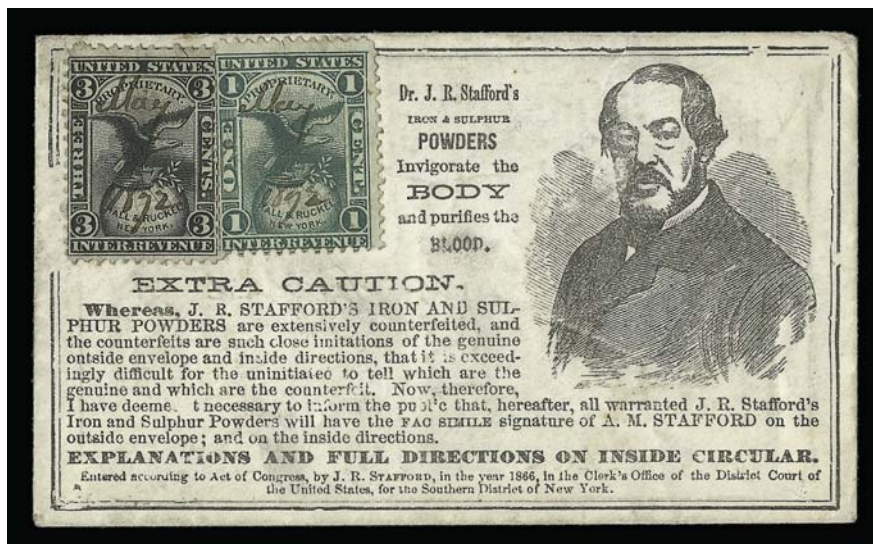 UNITED STATES
3 PROPRIETARY 3
May
THREE CENTS
1892
HALL & RUCKEL
NEW YORK.
3 3
INTER. REVENUE
UNITED STATES
1 PROPRIETARY 1
May
ONE CENT.
1892
HALL & RUCKEL
NEW YORK.
1 1
INTER. REVENUE
Dr. J. R. Stafford's
IRON & SULPHUR
POWDERS
Invigorate the
BODY
and purifies the
BLOOD.
EXTRA CAUTION.
Whereas, J. R. STAFFORD'S IRON AND SUL-
PHUR POWDERS are extensively counterfeited, and
the counterfeits are such close imitations of the genuine
outside envelope and inside directions, that it is exceed-
ingly difficult for the uninitiated to tell which are the
genuine and which are the counterfeit. Now, therefore,
I have deeme t necessary to inform the public that, hereafter, all warranted J. R. Stafford's
Iron and Sulphur Powders will have the FAC SIMILE signature of A. M. STAFFORD on the
outside envelope; and on the inside directions.
EXPLANATIONS AND FULL DIRECTIONS ON INSIDE CIRCULAR.
Entered according to Act of Congress, by J. R. STAFFORD, in the year 1866, in the Clerk's Office of the District Court of
the United States, for the Southern District of New York.